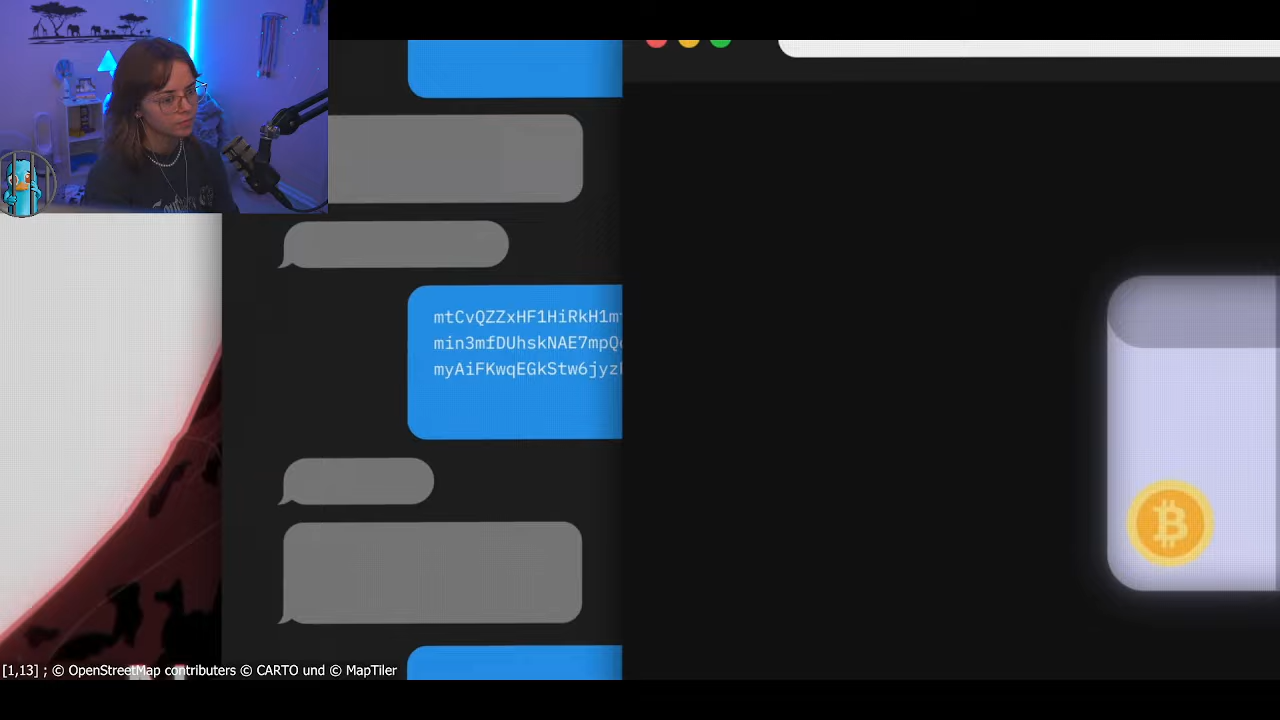 mtCvQZZxHF1HiRkH1m
min3mfDUhskNAE7mpQ
myAiFKwqEGkStw6jyz
[1,13] ; © OpenStreetMap contributers © CARTO und © MapTiler